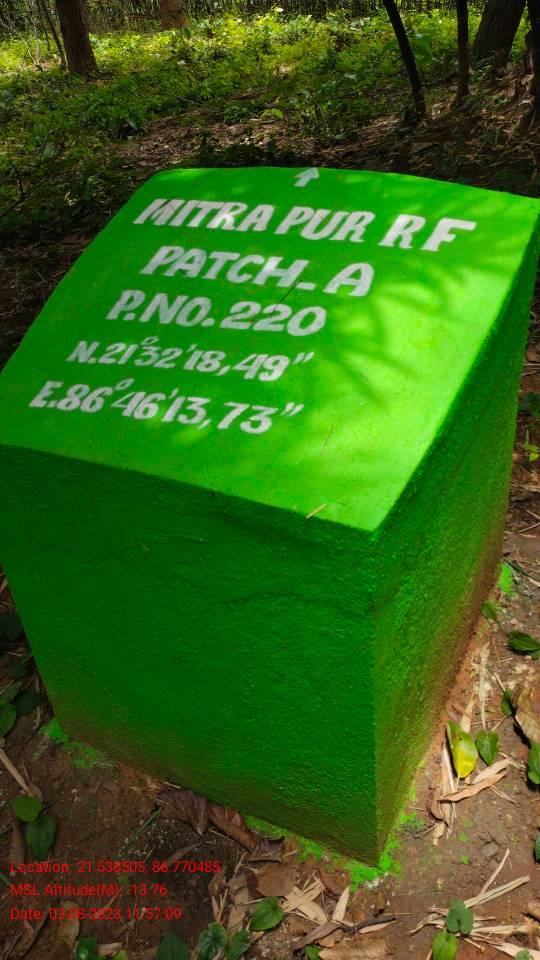 MITRA PUR RF
PATCH_A
P.NO.220
N.21°32'18,49"
E.86°46'13,73"
Location: 21.538505, 86.770485
MSL Altitude(M): -13.76
Date: 03-08-2023 11:57:09